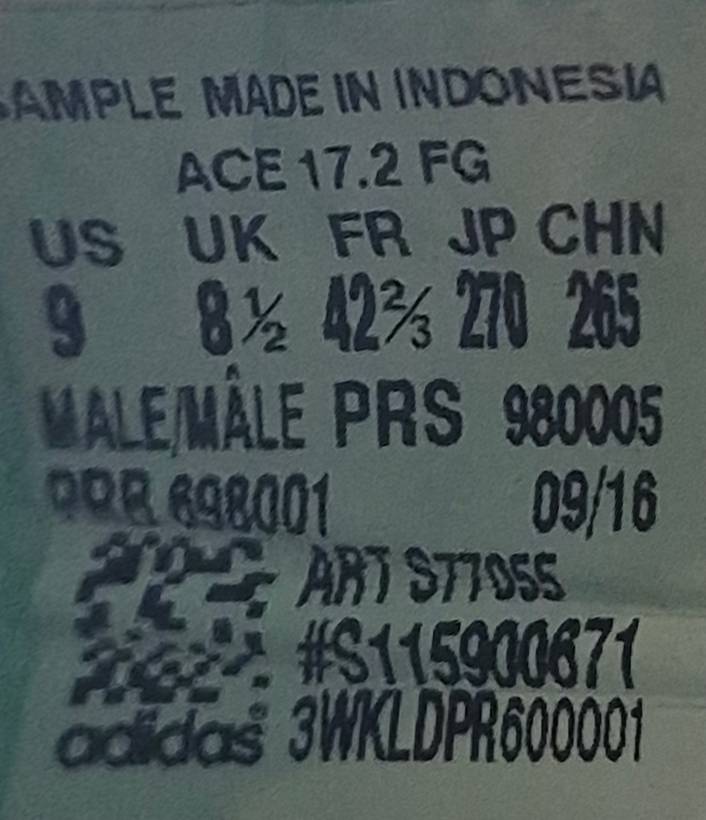 SAMPLE MADE IN INDONESIA
ACE 17.2 FG
US UK FR JP CHN
9 8½ 42⅔ 270 265
MALE/MÂLE PRS 980005
PRR 698001 09/16
ART S77055
#S115900671
adidas® 3WKLDPR600001